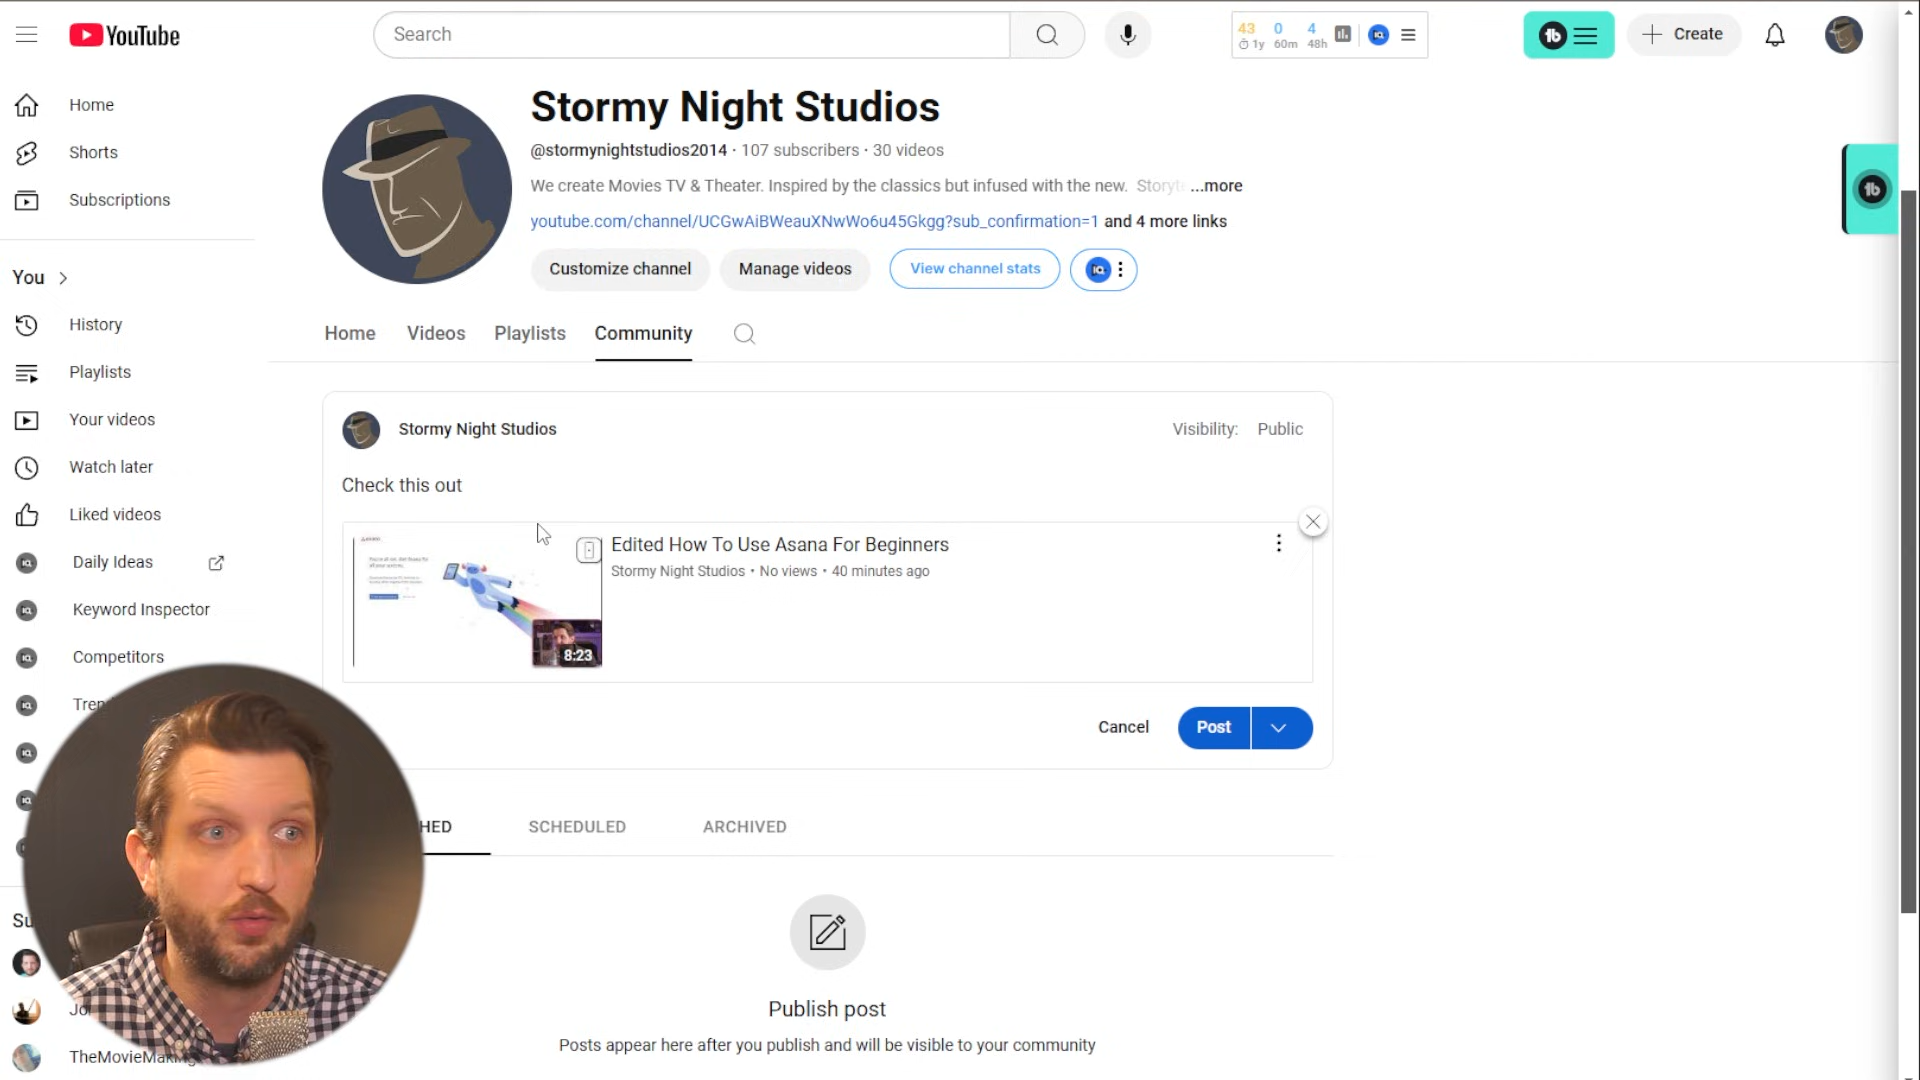 YouTube
Search
43 0 4
1y 60m 48h
Create
Home
Shorts
Subscriptions
You
History
Playlists
Your videos
Watch later
Liked videos
Daily Ideas
Keyword Inspector
Competitors
Stormy Night Studios
@stormynightstudios2014 · 107 subscribers · 30 videos
We create Movies TV & Theater. Inspired by the classics but infused with the new. Storyt ...more
youtube.com/channel/UCGwAiBWeauXNwWo6u45Gkgg?sub_confirmation=1 and 4 more links
Customize channel
Manage videos
View channel stats
Home
Videos
Playlists
Community
Stormy Night Studios
Visibility: Public
Check this out
8:23
Edited How To Use Asana For Beginners
Stormy Night Studios • No views • 40 minutes ago
Cancel
Post
HED
SCHEDULED
ARCHIVED
Publish post
Posts appear here after you publish and will be visible to your community
Tren
Su
Jo
TheMovieMaking